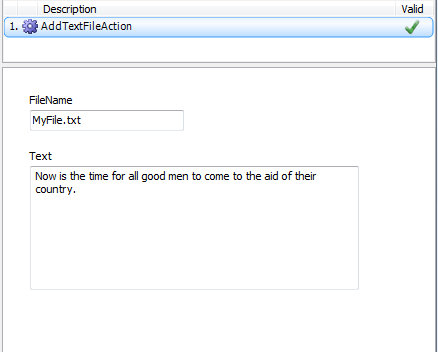 Description Valid
1. AddTextFileAction
FileName
MyFile.txt
Text
Now is the time for all good men to come to the aid of their
country.